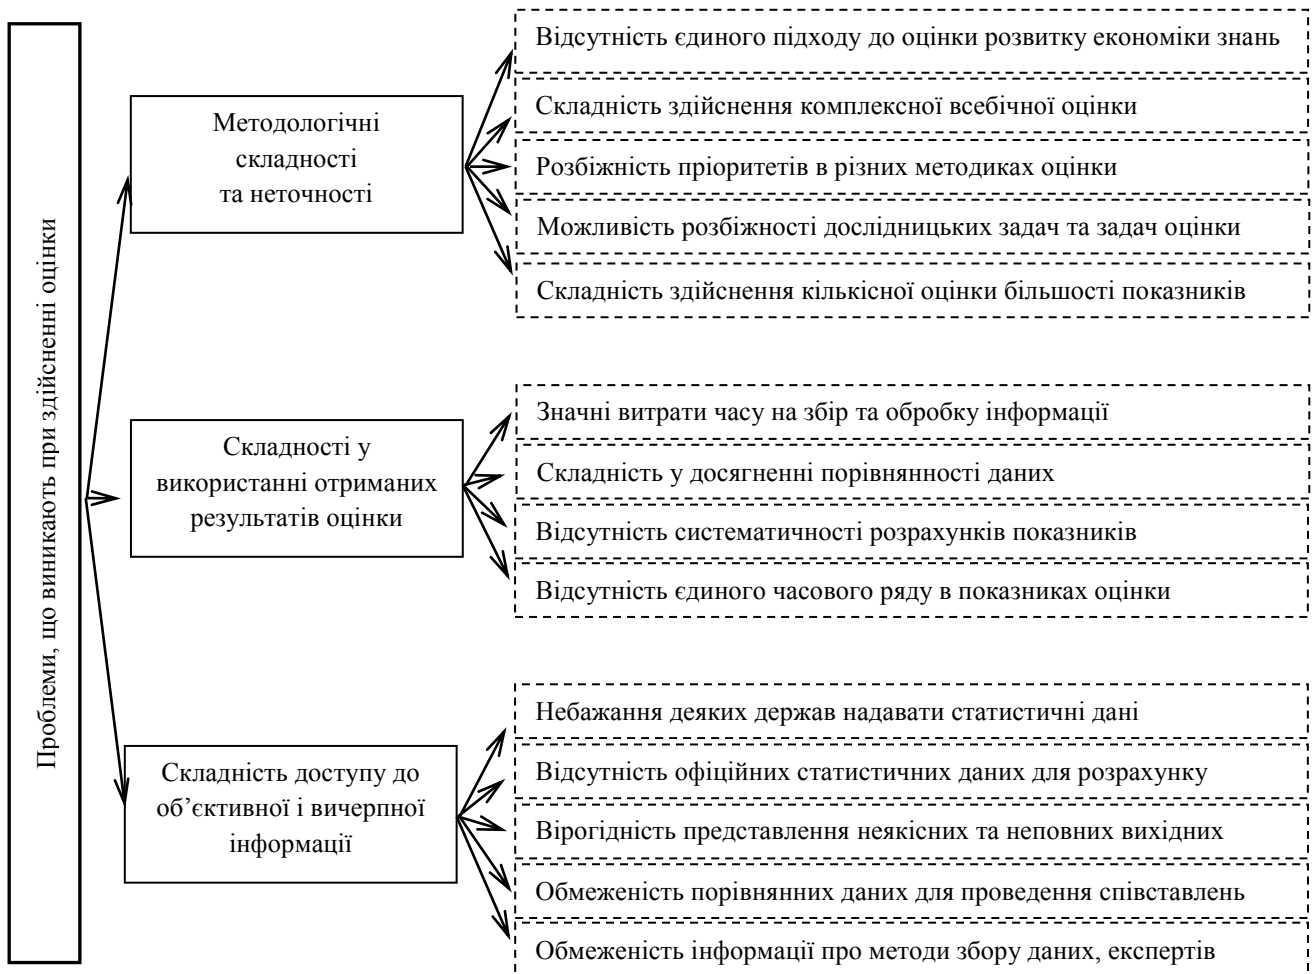 Проблеми, що виникають при здійсненні оцінки
Методологічні
складності
та неточності
Відсутність єдиного підходу до оцінки розвитку економіки знань
Складність здійснення комплексної всебічної оцінки
Розбіжність пріоритетів в різних методиках оцінки
Можливість розбіжності дослідницьких задач та задач оцінки
Складність здійснення кількісної оцінки більшості показників
Складності у
використанні отриманих
результатів оцінки
Значні витрати часу на збір та обробку інформації
Складність у досягненні порівнянності даних
Відсутність систематичності розрахунків показників
Відсутність єдиного часового ряду в показниках оцінки
Складність доступу до
об’єктивної і вичерпної
інформації
Небажання деяких держав надавати статистичні дані
Відсутність офіційних статистичних даних для розрахунку
Вірогідність представлення неякісних та неповних вихідних
Обмеженість порівнянних даних для проведення співставлень
Обмеженість інформації про методи збору даних, експертів